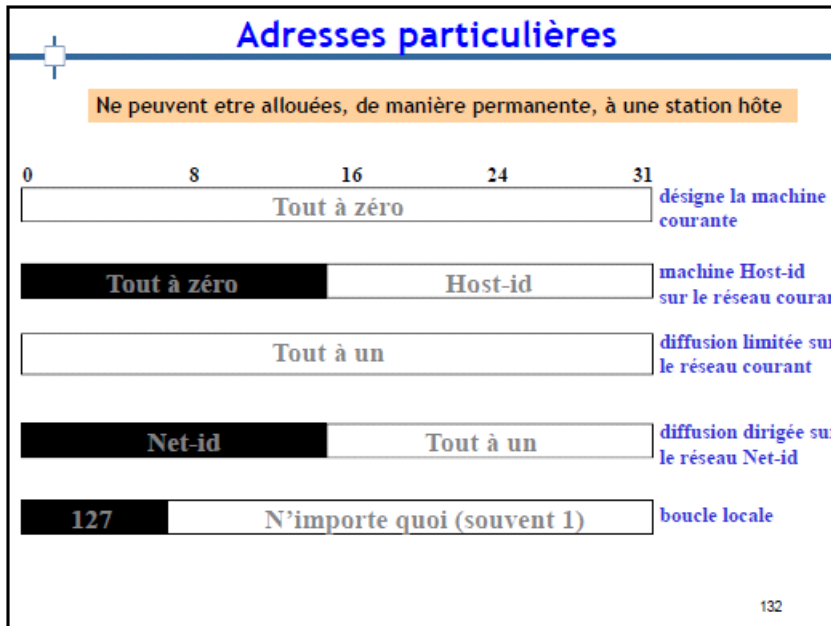 Adresses particulières
Ne peuvent etre allouées, de manière permanente, à une station hôte
0 8 16 24 31
Tout à zéro
désigne la machine
courante
Tout à zéro Host-id
machine Host-id
sur le réseau couran
Tout à un
diffusion limitée sur
le réseau courant
Net-id Tout à un
diffusion dirigée sur
le réseau Net-id
127 N'importe quoi (souvent 1)
boucle locale
132